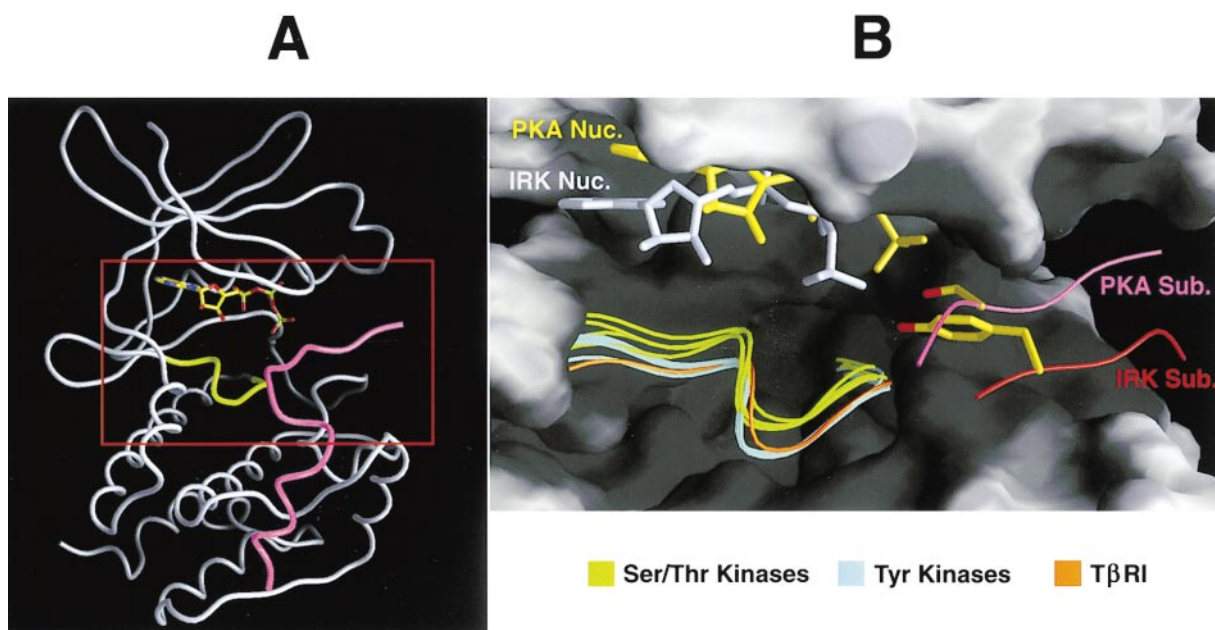 A
B
PKA Nuc.
IRK Nuc.
PKA Sub.
IRK Sub.
Ser/Thr Kinases Tyr Kinases TβRI